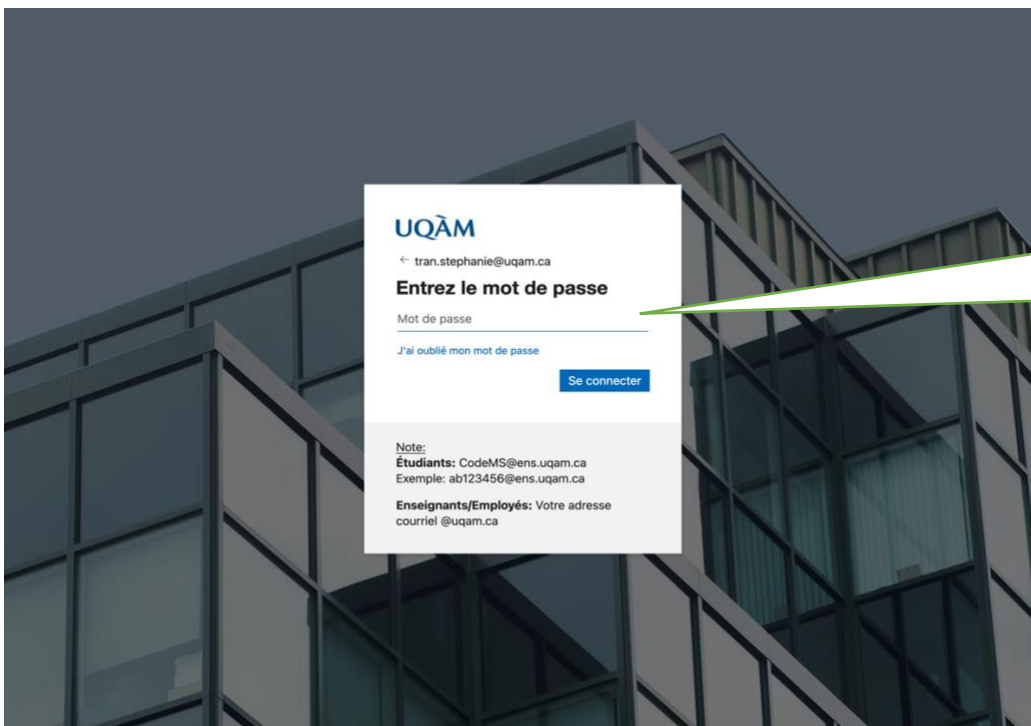 UQÀM
← tran.stephanie@uqam.ca
Entrez le mot de passe
Mot de passe
J'ai oublié mon mot de passe
Se connecter
Note:
Étudiants: CodeMS@ens.uqam.ca
Exemple: ab123456@ens.uqam.ca
Enseignants/Employés: Votre adresse
courriel @uqam.ca